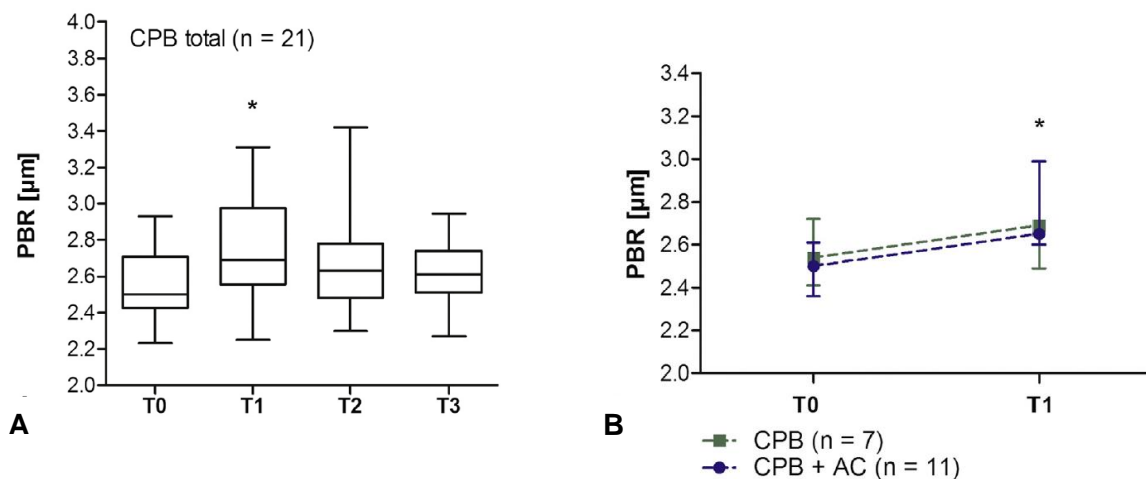 CPB total (n = 21)
*
PBR [µm]
4.0
3.8
3.6
3.4
3.2
3.0
2.8
2.6
2.4
2.2
2.0
T0 T1 T2 T3
A
*
PBR [µm]
3.4
3.2
3.0
2.8
2.6
2.4
2.2
2.0
T0 T1
B
CPB (n = 7)
CPB + AC (n = 11)